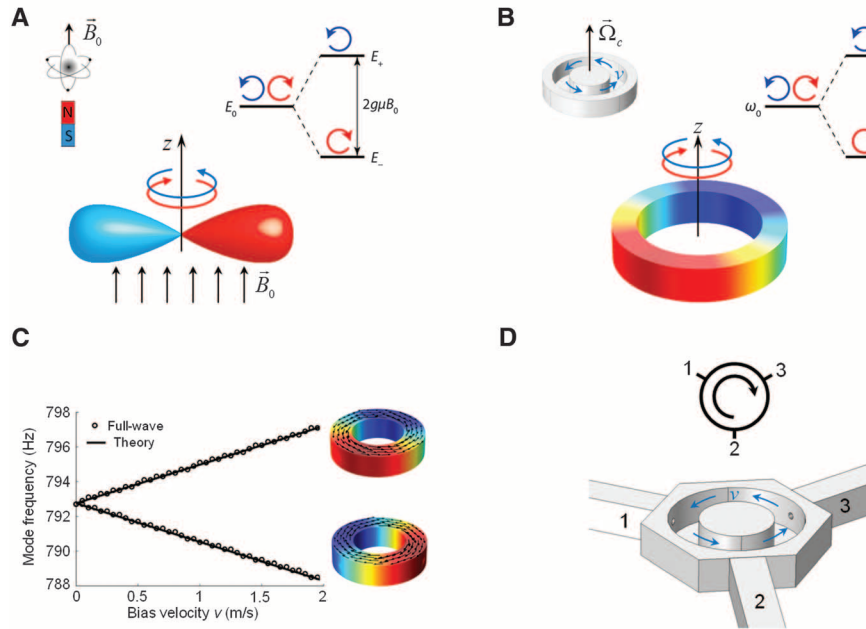 A
B⃗₀
N
S
E₀
E₊
2gμB₀
E₋
z
B⃗₀
B
Ω⃗c
v
ω₀
z
C
Mode frequency (Hz)
798
796
794
792
790
788
Full-wave
Theory
0 0.5 1 1.5 2
Bias velocity v (m/s)
D
1 3
2
v
1
3
2